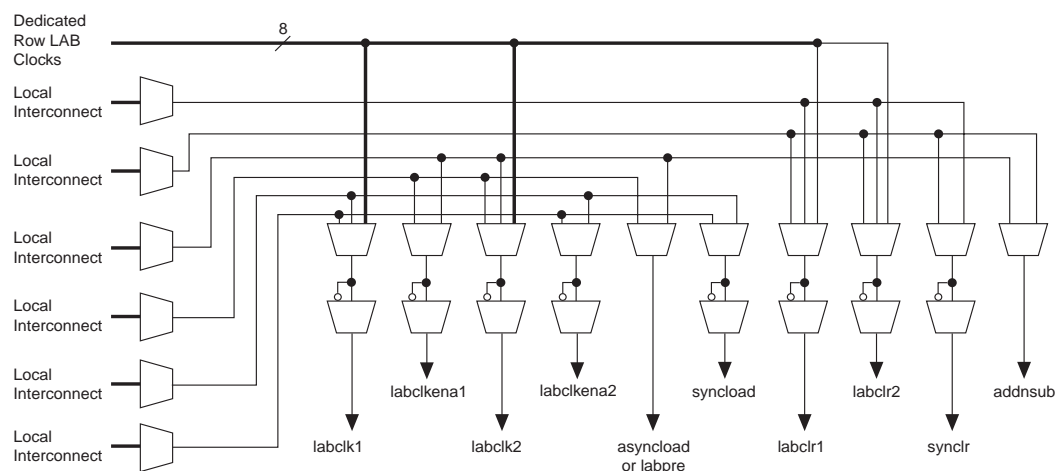 Dedicated
Row LAB
Clocks
8
Local
Interconnect
Local
Interconnect
Local
Interconnect
Local
Interconnect
Local
Interconnect
Local
Interconnect
labclkena1
labclkena2
syncload
labclr2
addnsub
labclk1
labclk2
asyncload
or labpre
labclr1
synclr